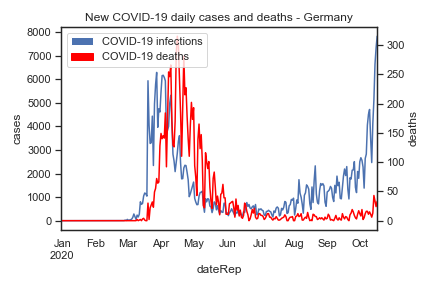 New COVID-19 daily cases and deaths - Germany
COVID-19 infections
COVID-19 deaths
8000
7000
6000
5000
4000
3000
2000
1000
0
cases
300
250
200
150
100
50
0
deaths
Jan Feb Mar Apr May Jun Jul Aug Sep Oct
2020
dateRep